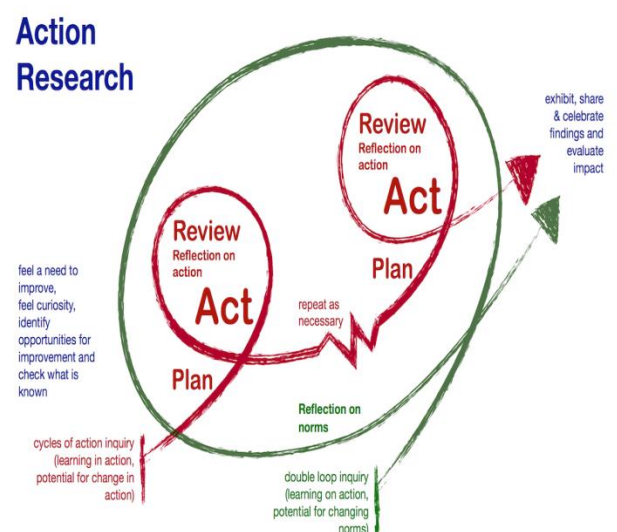 Action
Research
exhibit, share
& celebrate
findings and
evaluate
impact
Review
Reflection on
action
Act
Plan
Review
Reflection on
action
Act
Plan
repeat as
necessary
feel a need to
improve,
feel curiosity,
identify
opportunities for
improvement and
check what is
known
Reflection on
norms
cycles of action inquiry
(learning in action,
potential for change in
action)
double loop inquiry
(learning on action,
potential for changing
norms)